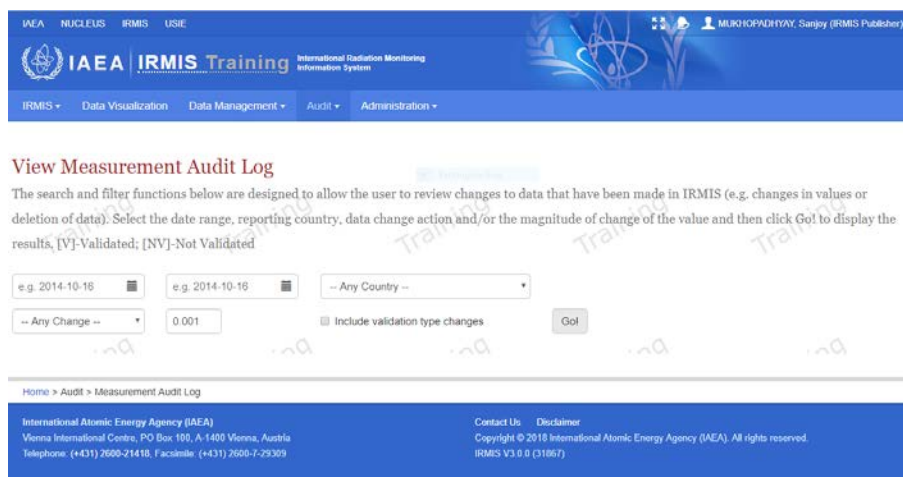 IAEA NUCLEUS IRMIS USIE
MUKHOPADHYAY, Sanjoy (IRMIS Publisher)
IAEA IRMIS Training International Radiation Monitoring
Information System
IRMIS Data Visualization Data Management Audit Administration
View Measurement Audit Log
The search and filter functions below are designed to allow the user to review changes to data that have been made in IRMIS (e.g. changes in values or
deletion of data). Select the date range, reporting country, data change action and/or the magnitude of change of the value and then click Go! to display the
results. [V]-Validated; [NV]-Not Validated
Training Training Training Training
e.g. 2014-10-16 e.g. 2014-10-16 -- Any Country --
-- Any Change -- 0.001 Include validation type changes Go!
Home > Audit > Measurement Audit Log
International Atomic Energy Agency (IAEA)
Vienna International Centre, PO Box 100, A-1400 Vienna, Austria
Telephone: (+431) 2600-21418, Facsimile: (+431) 2600-7-29309
Contact Us Disclaimer
Copyright © 2018 International Atomic Energy Agency (IAEA). All rights reserved.
IRMIS V3.0.0 (31867)